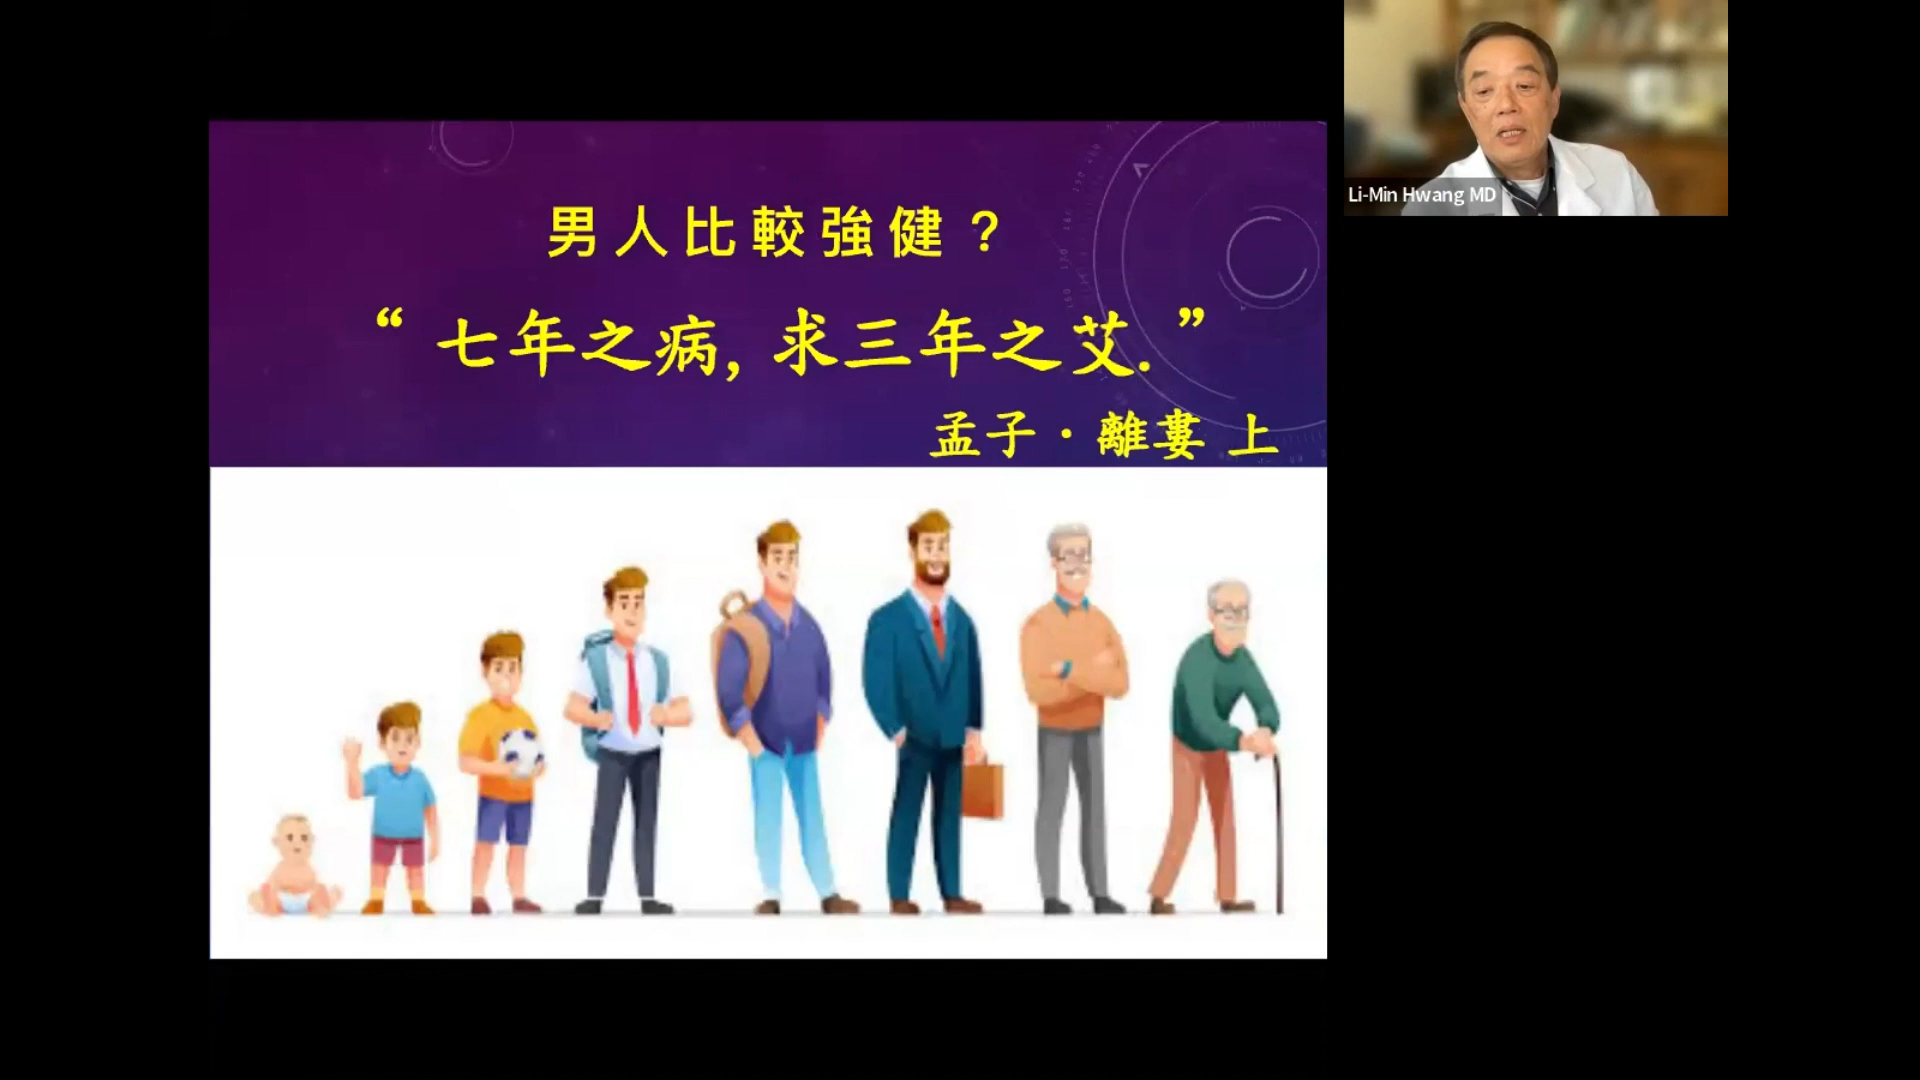 男人比較強健？
“七年之病, 求三年之艾.”
孟子·離婁 上
Li-Min Hwang MD